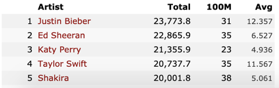 Artist Total 100M Avg
1 Justin Bieber 23,773.8 31 12.357
2 Ed Sheeran 22,865.9 35 6.527
3 Katy Perry 21,355.9 23 4.936
4 Taylor Swift 20,737.7 35 11.567
5 Shakira 20,001.8 38 5.061